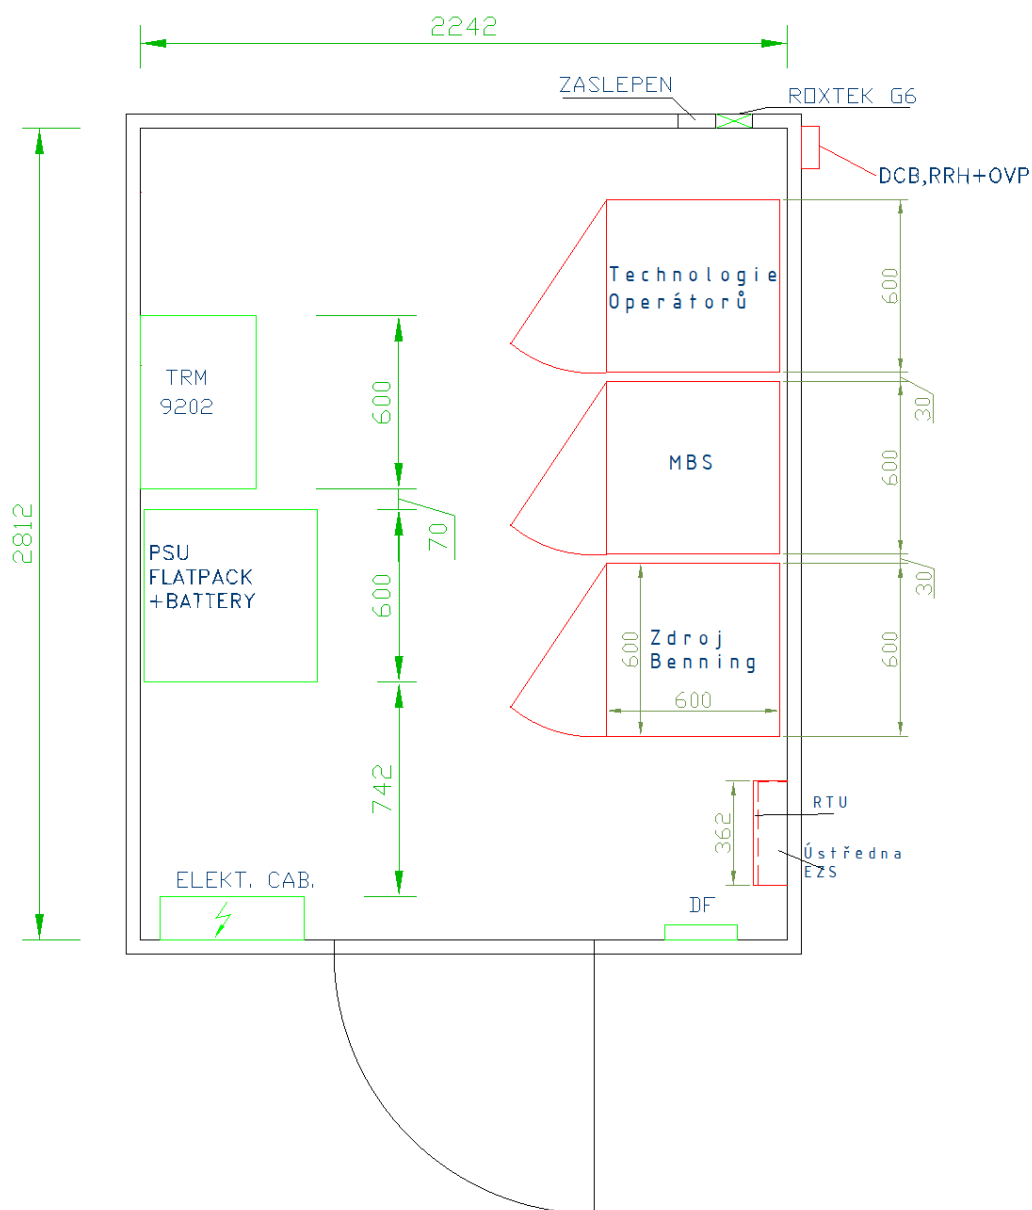 2242
ZASLEPEN
ROXTEK G6
DCB,RRH+OVP
Technologie
Operátorů
600
TRM
9202
600
30
MBS
600
2812
70
PSU
FLATPACK
+BATTERY
600
30
Zdroj
Benning
600
600
600
742
362
RTU
Ústředna
EZS
ELEKT. CAB.
DF